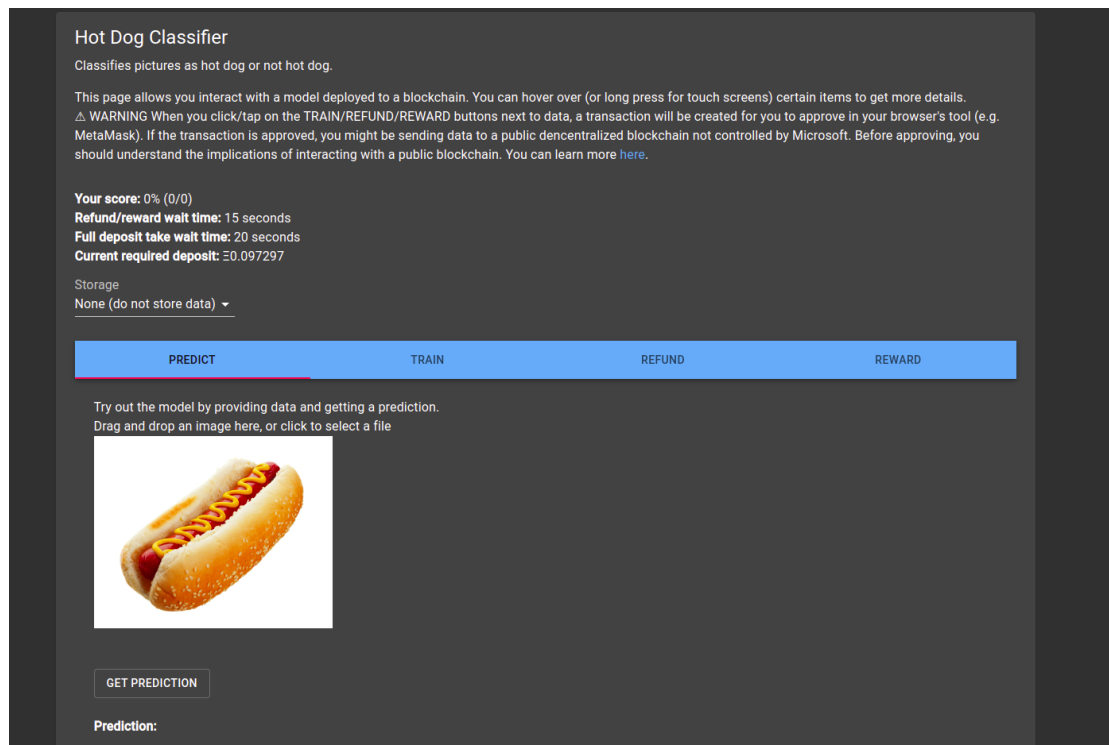 Hot Dog Classifier
Classifies pictures as hot dog or not hot dog.
This page allows you interact with a model deployed to a blockchain. You can hover over (or long press for touch screens) certain items to get more details.
⚠ WARNING When you click/tap on the TRAIN/REFUND/REWARD buttons next to data, a transaction will be created for you to approve in your browser's tool (e.g.
MetaMask). If the transaction is approved, you might be sending data to a public dencentralized blockchain not controlled by Microsoft. Before approving, you
should understand the implications of interacting with a public blockchain. You can learn more here.
Your score: 0% (0/0)
Refund/reward wait time: 15 seconds
Full deposit take wait time: 20 seconds
Current required deposit: Ξ0.097297
Storage
None (do not store data)
PREDICT TRAIN REFUND REWARD
Try out the model by providing data and getting a prediction.
Drag and drop an image here, or click to select a file
GET PREDICTION
Prediction: